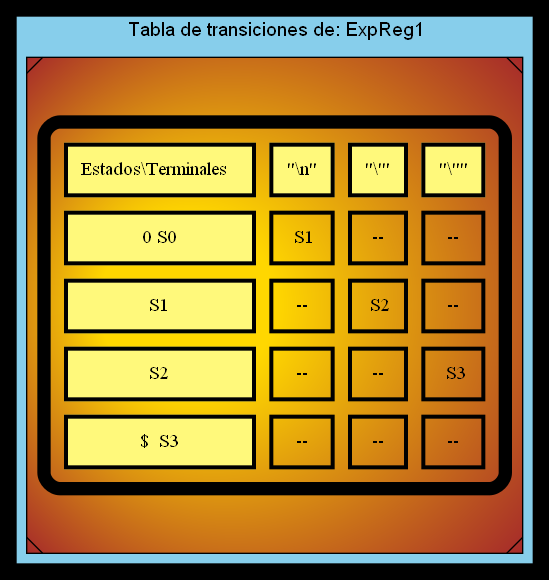 Tabla de transiciones de: ExpReg1
Estados\Terminales "\n" "\'" "\""
0 S0 S1 -- --
S1 -- S2 --
S2 -- -- S3
$ S3 -- -- --